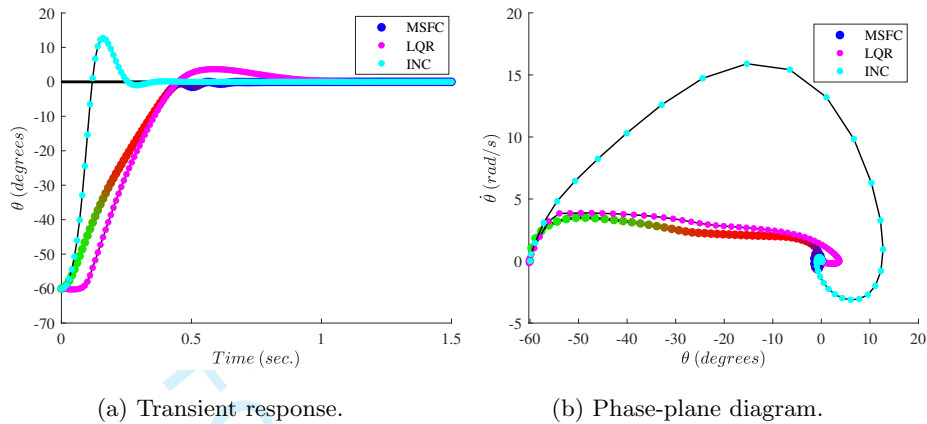 20
10
0
-10
-20
-30
-40
-50
-60
-70
θ (degrees)
0
0.5
1
1.5
Time (sec.)
MSFC
LQR
INC
(a) Transient response.
20
15
10
5
0
-5
θ̇ (rad/s)
-60
-50
-40
-30
-20
-10
0
10
20
θ (degrees)
MSFC
LQR
INC
(b) Phase-plane diagram.